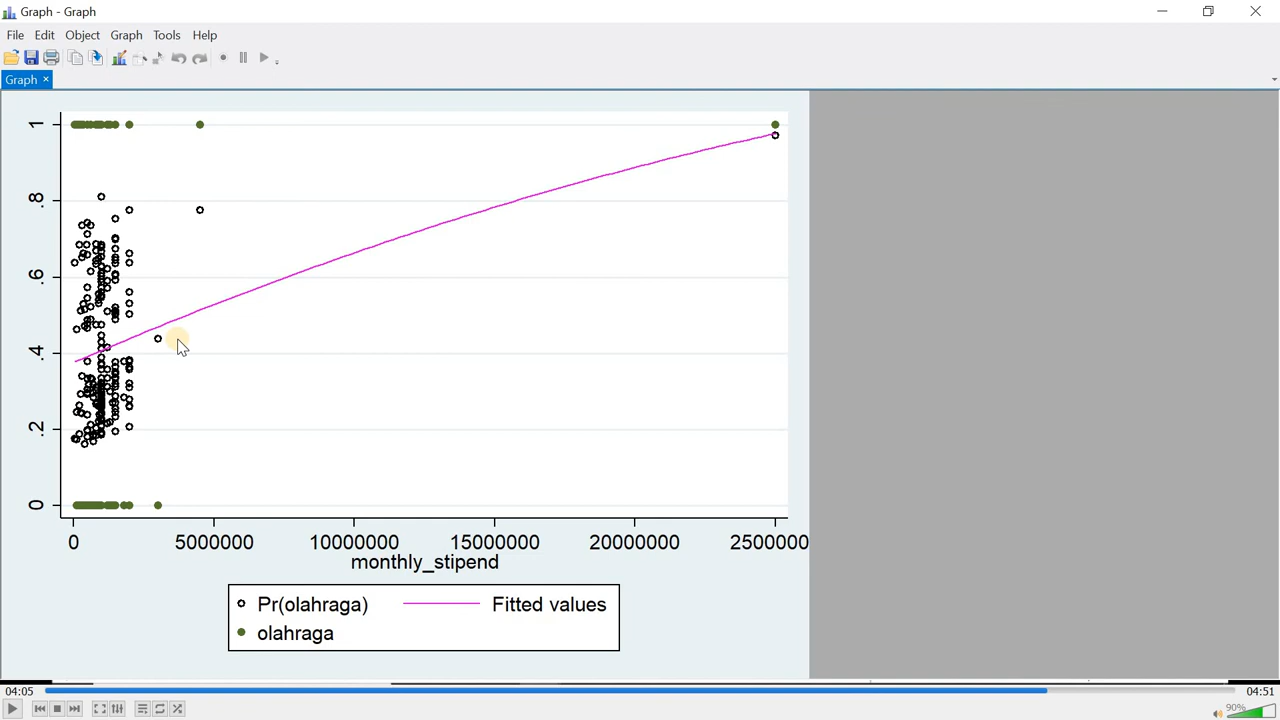 Graph - Graph
File Edit Object Graph Tools Help
Graph ×
1
.8
.6
.4
.2
0
0 5000000 10000000 15000000 20000000 2500000
monthly_stipend
Pr(olahraga) Fitted values
olahraga
04:05 04:51
90%